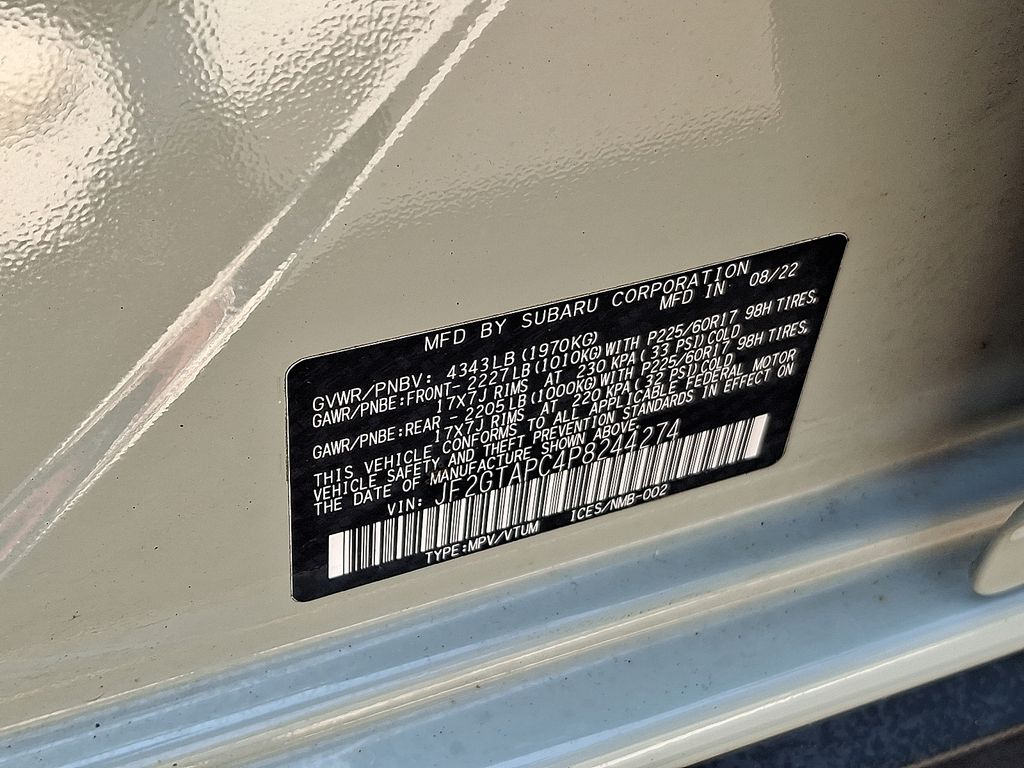 MFD BY SUBARU CORPORATION
MFD IN 08/22
GVWR/PNBV: 4343LB(1970KG)
GAWR/PNBE:FRONT-2227LB(1010KG)WITH P225/60R17 98H TIRES,
17X7J RIMS AT 230 KPA(33 PSI)COLD
GAWR/PNBE:REAR -2205LB(1000KG)WITH P225/60R17 98H TIRES,
17X7J RIMS AT 220 KPA(32 PSI)COLD
THIS VEHICLE CONFORMS TO ALL APPLICABLE FEDERAL MOTOR
VEHICLE SAFETY AND THEFT PREVENTION STANDARDS IN EFFECT ON
THE DATE OF MANUFACTURE SHOWN ABOVE.
VIN: JF2GTAPC4P8244274
TYPE:MPV/VTUM ICES/NMB-002